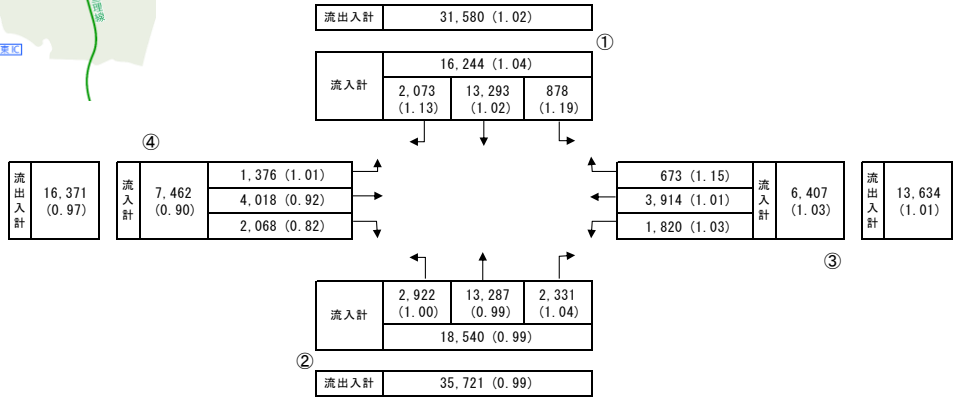 理線
東IC
流出入計 31,580 (1.02)
①
流入計 16,244 (1.04)
2,073 13,293 878
(1.13) (1.02) (1.19)
④
流出入計 16,371 (0.97)
流入計 7,462 (0.90)
1,376 (1.01)
4,018 (0.92)
2,068 (0.82)
673 (1.15)
3,914 (1.01)
1,820 (1.03)
流入計 6,407 (1.03)
流出入計 13,634 (1.01)
③
流入計
2,922 13,287 2,331
(1.00) (0.99) (1.04)
18,540 (0.99)
②
流出入計 35,721 (0.99)